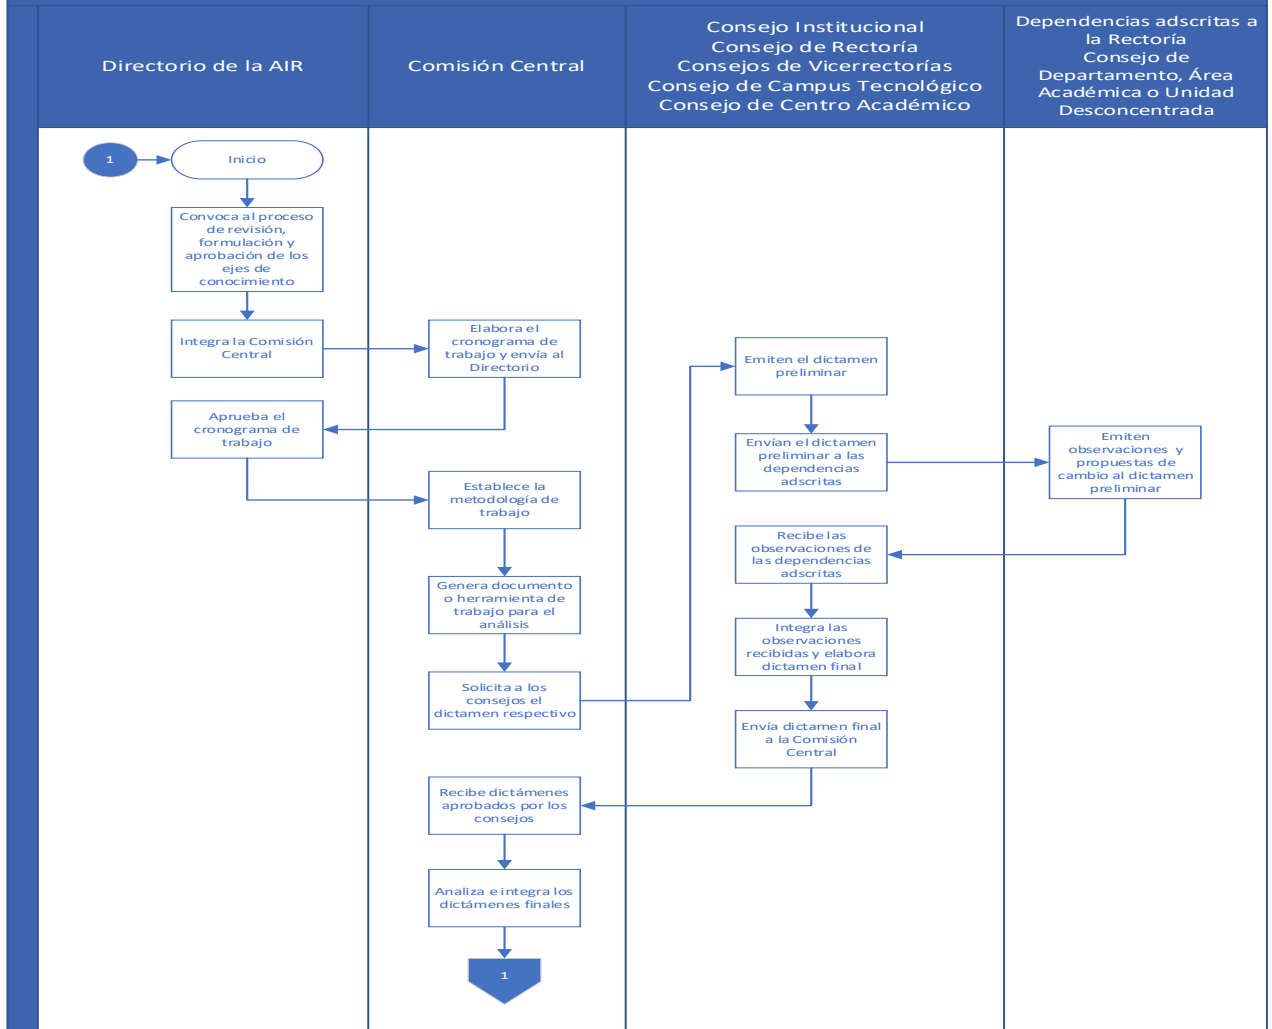 Directorio de la AIR
Comisión Central
Consejo Institucional
Consejo de Rectoría
Consejos de Vicerrectorías
Consejo de Campus Tecnológico
Consejo de Centro Académico
Dependencias adscritas a
la Rectoría
Consejo de
Departamento, Área
Académica o Unidad
Desconcentrada
1
Inicio
Convoca al proceso
de revisión,
formulación y
aprobación de los
ejes de
conocimiento
Integra la Comisión
Central
Elabora el
cronograma de
trabajo y envía al
Directorio
Aprueba el
cronograma de
trabajo
Establece la
metodología de
trabajo
Genera documento
o herramienta de
trabajo para el
análisis
Solicita a los
consejos el
dictamen respectivo
Emiten el dictamen
preliminar
Envían el dictamen
preliminar a las
dependencias
adscritas
Emiten
observaciones y
propuestas de
cambio al dictamen
preliminar
Recibe las
observaciones de
las dependencias
adscritas
Integra las
observaciones
recibidas y elabora
dictamen final
Envía dictamen final
a la Comisión
Central
Recibe dictámenes
aprobados por los
consejos
Analiza e integra los
dictámenes finales
1